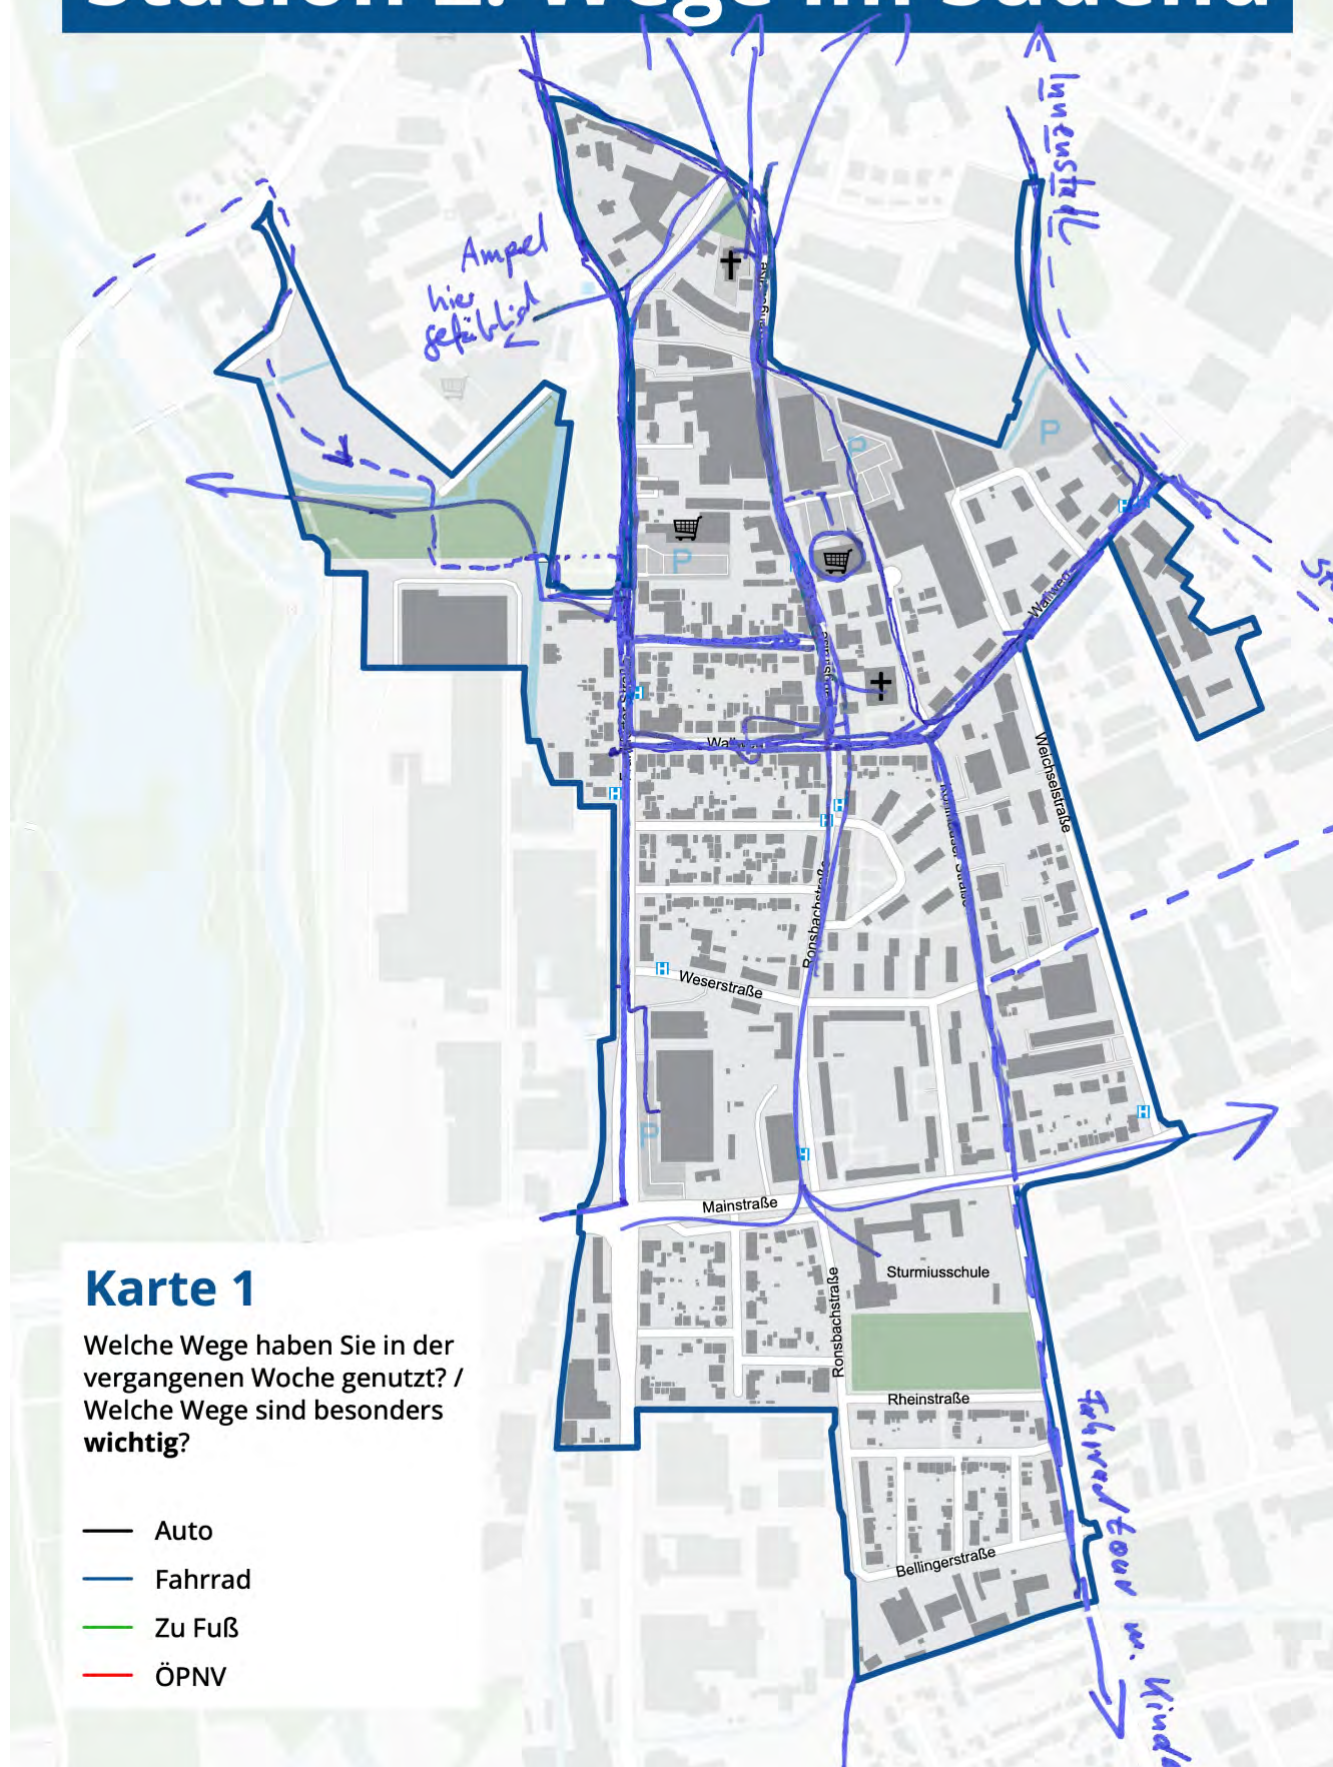 Station 2: Wege im Südend
Innenstadt
Ampel
hier
gefährlich
P
P
P
H
Wallweg
H
H
Weichselstraße
H
H
H
Ronsbachstraße
H
Weserstraße
P
H
H
Mainstraße
Sturmiusschule
Ronsbachstraße
Rheinstraße
Bellingerstraße
Fahrradtour m. Kind
Karte 1
Welche Wege haben Sie in der
vergangenen Woche genutzt? /
Welche Wege sind besonders
wichtig?
Auto
Fahrrad
Zu Fuß
ÖPNV